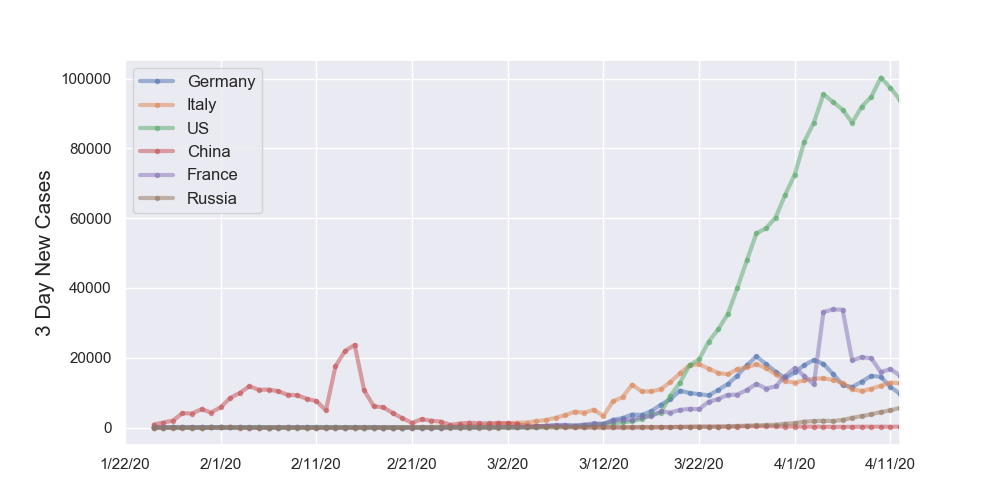 100000
80000
60000
40000
20000
0
3 Day New Cases
Germany
Italy
US
China
France
Russia
1/22/20 2/1/20 2/11/20 2/21/20 3/2/20 3/12/20 3/22/20 4/1/20 4/11/20